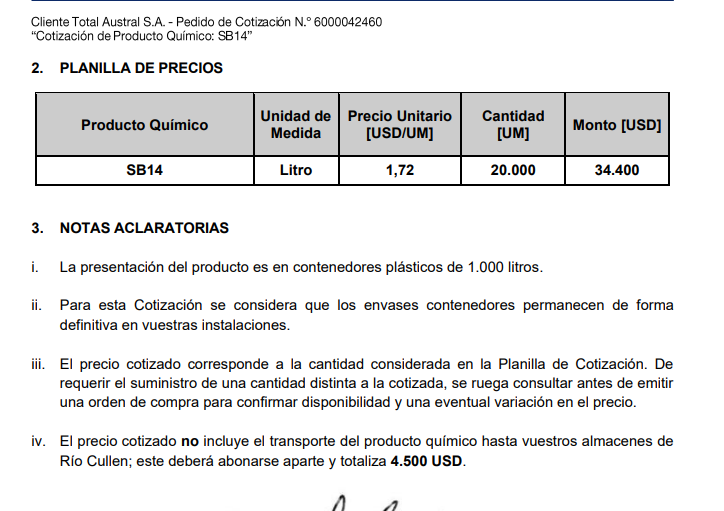 Cliente Total Austral S.A. - Pedido de Cotización N.° 6000042460
“Cotización de Producto Químico: SB14”
2. PLANILLA DE PRECIOS
Producto Químico Unidad de Medida Precio Unitario [USD/UM] Cantidad [UM] Monto [USD]
SB14 Litro 1,72 20.000 34.400
3. NOTAS ACLARATORIAS
i. La presentación del producto es en contenedores plásticos de 1.000 litros.
ii. Para esta Cotización se considera que los envases contenedores permanecen de forma
definitiva en vuestras instalaciones.
iii. El precio cotizado corresponde a la cantidad considerada en la Planilla de Cotización. De
requerir el suministro de una cantidad distinta a la cotizada, se ruega consultar antes de emitir
una orden de compra para confirmar disponibilidad y una eventual variación en el precio.
iv. El precio cotizado no incluye el transporte del producto químico hasta vuestros almacenes de
Río Cullen; este deberá abonarse aparte y totaliza 4.500 USD.